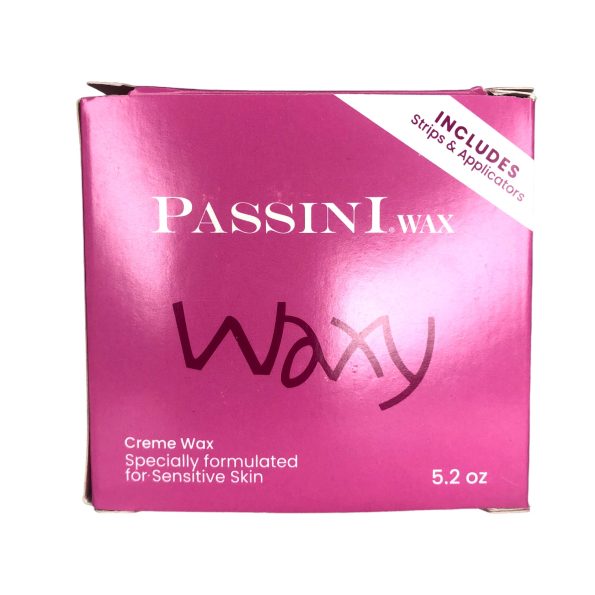 INCLUDES
Strips & Applicators
PASSINI® WAX
Waxy
Creme Wax
Specially formulated
for Sensitive Skin
5.2 oz